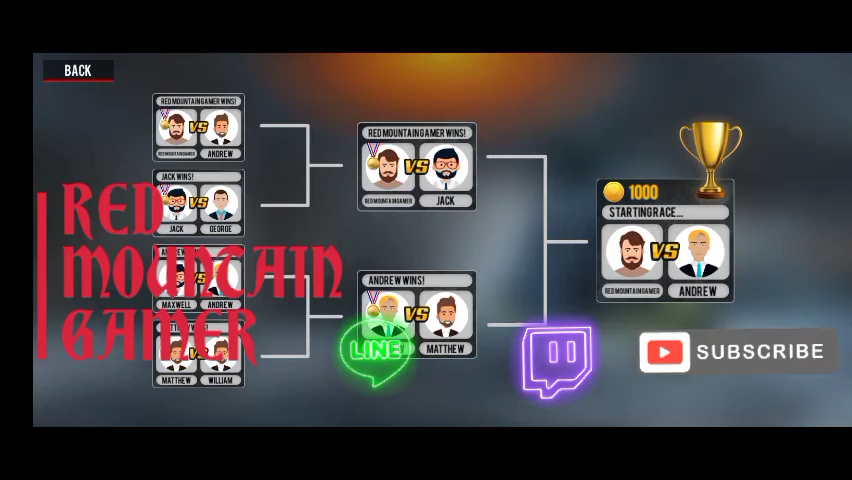 BACK
RED MOUNTAIN GAMER WINS!
VS
RED MOUNTAIN GAMER
ANDREW
JACK WINS!
VS
JACK
GEORGE
VS
MAXWELL
ANDREW
VS
MATTHEW
WILLIAM
RED
MOUNTAIN
GAMER
RED MOUNTAIN GAMER WINS!
VS
RED MOUNTAIN GAMER
JACK
ANDREW WINS!
VS
MATTHEW
LINE
1000
STARTING RACE...
VS
RED MOUNTAIN GAMER
ANDREW
SUBSCRIBE